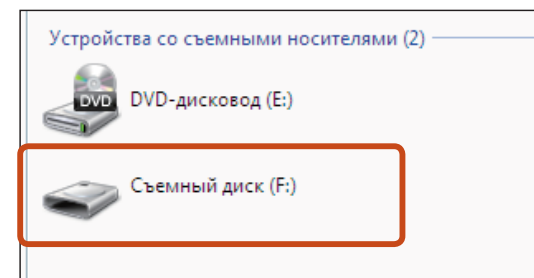 Устройства со съемными носителями (2)
DVD
DVD-дисковод (E:)
Съемный диск (F:)